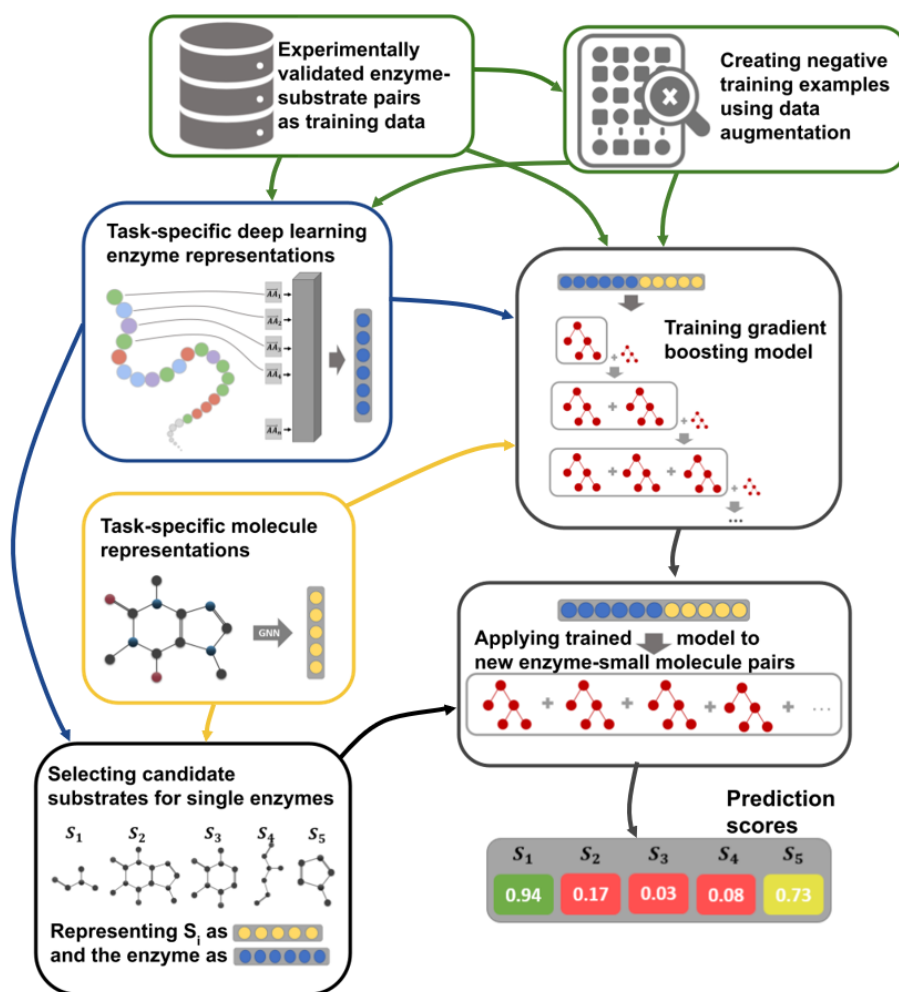 Experimentally
validated enzyme-
substrate pairs
as training data
Creating negative
training examples
using data
augmentation
Task-specific deep learning
enzyme representations
AA1
AA2
AA3
AA4
AAn
Training gradient
boosting model
+
+
+
+
+
+
...
Task-specific molecule
representations
GNN
Applying trained model to
new enzyme-small molecule pairs
+ + + + ...
Selecting candidate
substrates for single enzymes
S1 S2 S3 S4 S5
Representing Si as
and the enzyme as
Prediction
scores
S1 S2 S3 S4 S5
0.94 0.17 0.03 0.08 0.73